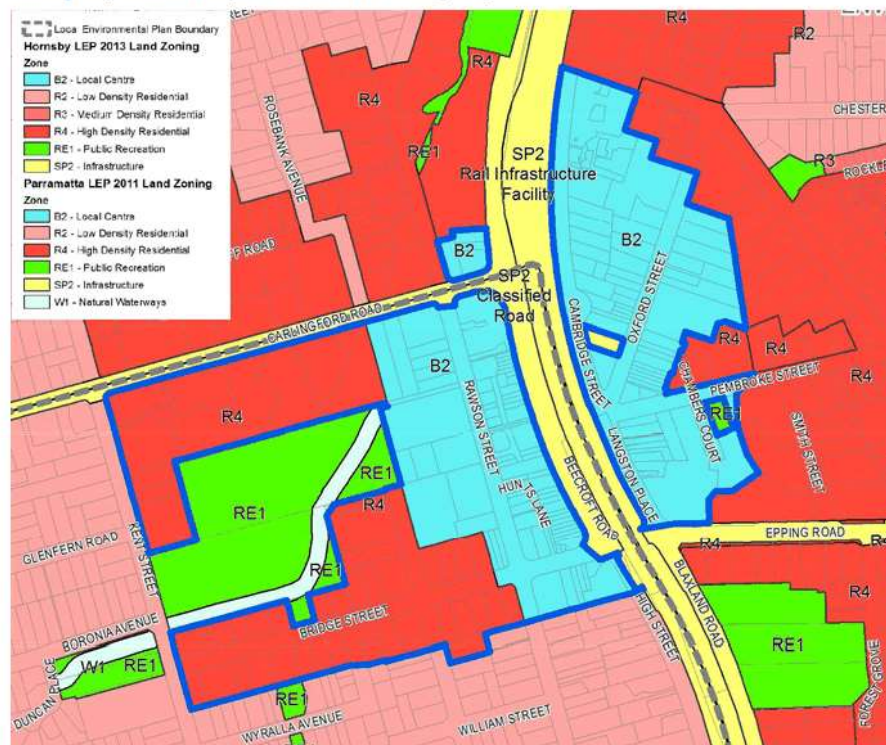 Local Environmental Plan Boundary
Hornsby LEP 2013 Land Zoning
Zone
B2 - Local Centre
R2 - Low Density Residential
R3 - Medium Density Residential
R4 - High Density Residential
RE1 - Public Recreation
SP2 - Infrastructure
Parramatta LEP 2011 Land Zoning
Zone
B2 - Local Centre
R2 - Low Density Residential
R4 - High Density Residential
RE1 - Public Recreation
SP2 - Infrastructure
W1 - Natural Waterways
R4
R2
R4
R4
CHESTER
ROSEBANK AVENUE
RE1
SP2
Rail Infrastructure
Facility
R3
ROCKLE
B2
B2
OXFORD STREET
FF ROAD
SP2
Classified
Road
CARLINGFORD ROAD
CAMBRIDGE STREET
B2
R4
R4
RAWSON STREET
PEMBROKE STREET
R4
CHAMBERS COURT
RE1
SMITH STREET
R4
RE1
LANGSTON PLACE
BEECROFT ROAD
HUNTS LANE
R4
RE1
GLENFERN ROAD
KENT STREET
EPPING ROAD
R4
R4
BLAXLAND ROAD
RE1
R4
BRIDGE STREET
HIGH STREET
BORONIA AVENUE
RE1
W1
RE1
DUNCAN PLACE
RE1
FOREST GROVE
WYRALLA AVENUE
WILLIAM STREET
R4